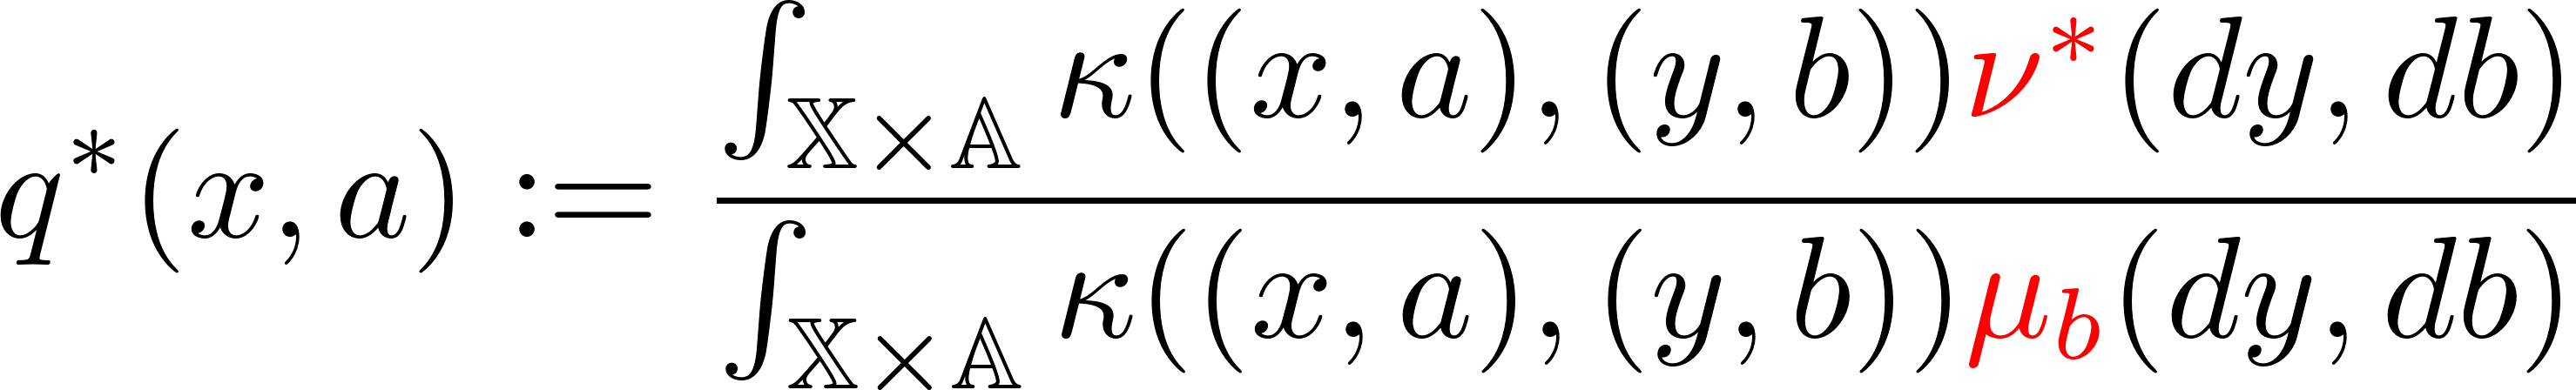 $q^*(x, a) := \frac{\int_{\mathbb{X} \times \mathbb{A}} \kappa((x, a), (y, b)) \nu^*(dy, db)}{\int_{\mathbb{X} \times \mathbb{A}} \kappa((x, a), (y, b)) \mu_b(dy, db)}$